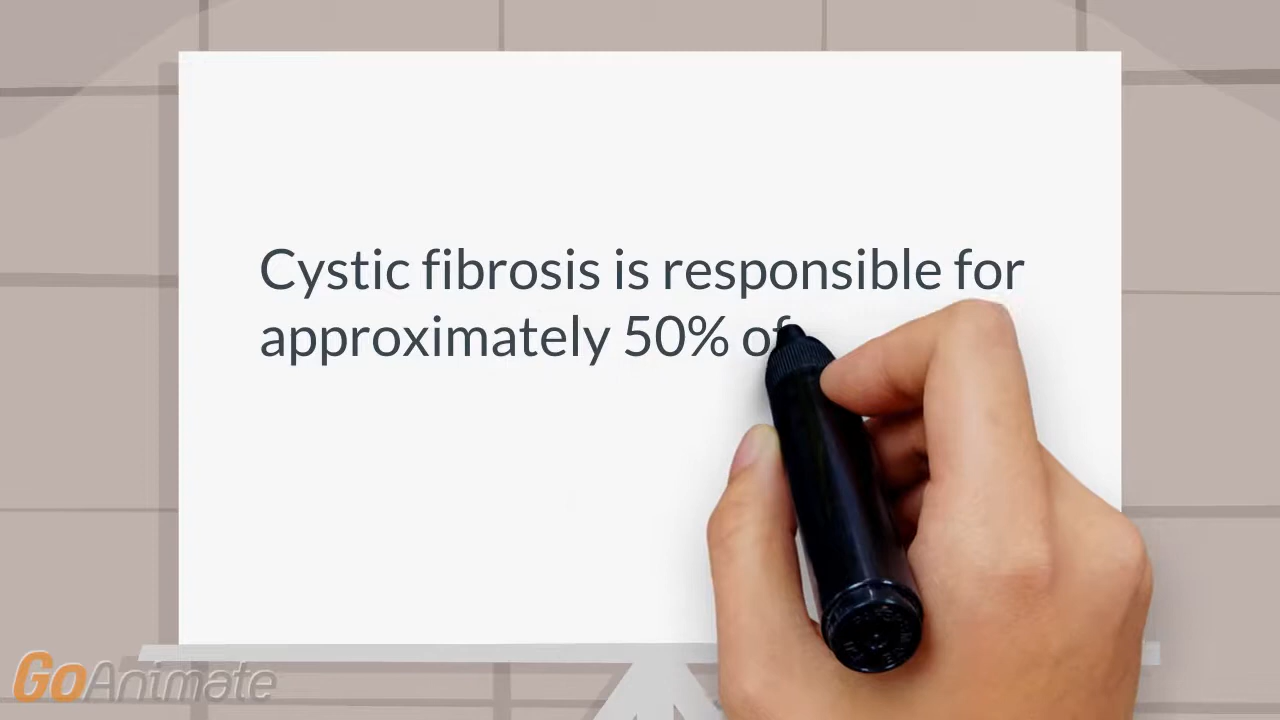 Cystic fibrosis is responsible for
approximately 50% of
GoAnimate